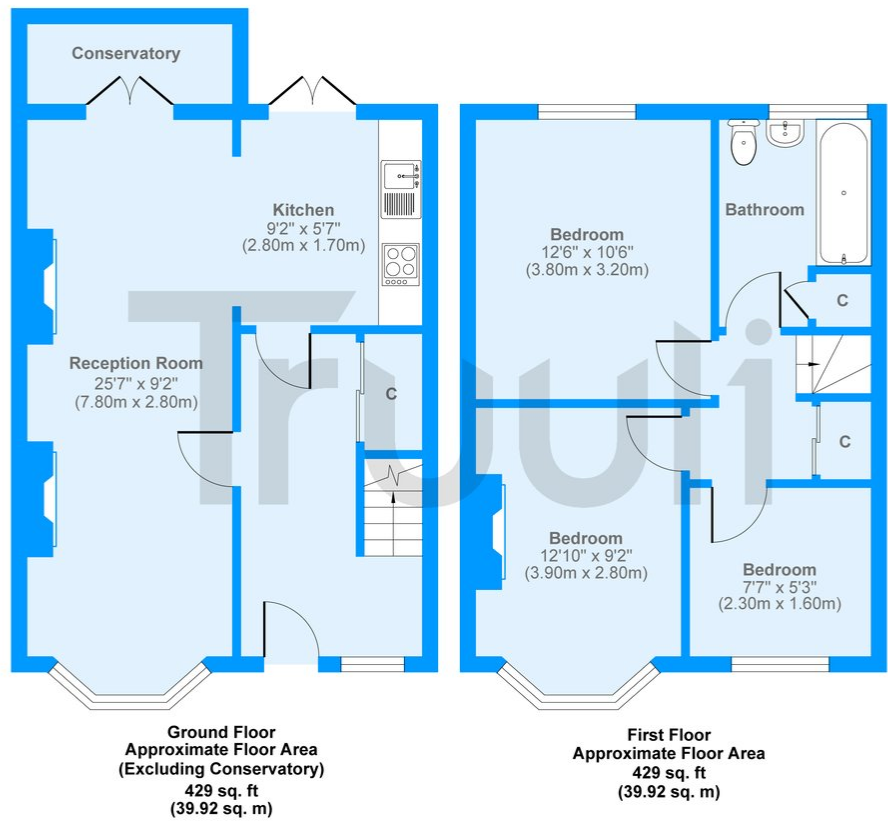 Conservatory
Kitchen
9'2" x 5'7"
(2.80m x 1.70m)
Reception Room
25'7" x 9'2"
(7.80m x 2.80m)
C
Ground Floor
Approximate Floor Area
(Excluding Conservatory)
429 sq. ft
(39.92 sq. m)
Bedroom
12'6" x 10'6"
(3.80m x 3.20m)
Bathroom
C
C
Bedroom
12'10" x 9'2"
(3.90m x 2.80m)
Bedroom
7'7" x 5'3"
(2.30m x 1.60m)
First Floor
Approximate Floor Area
429 sq. ft
(39.92 sq. m)
Truuli